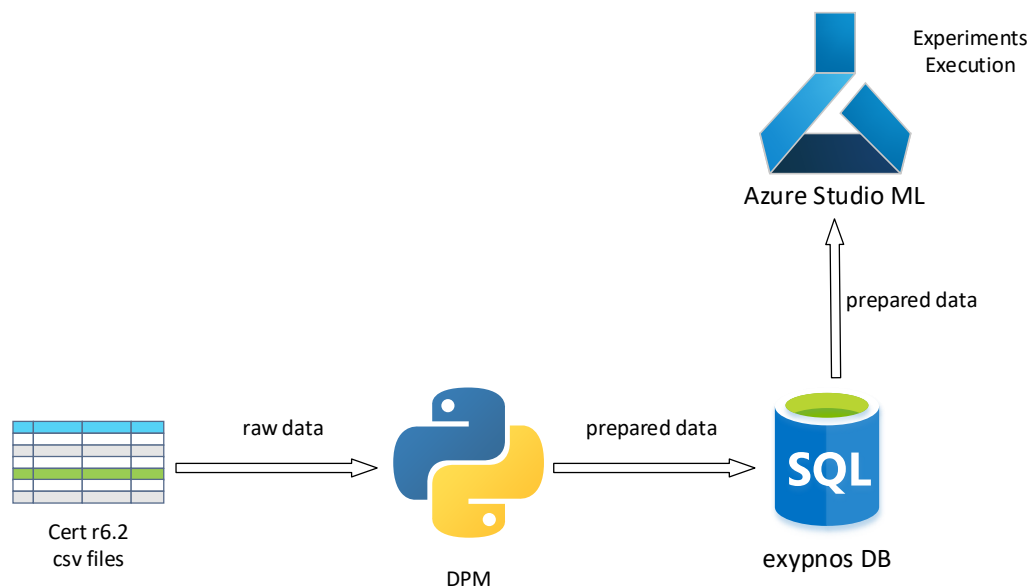 Experiments
Execution
Azure Studio ML
prepared data
raw data
prepared data
SQL
Cert r6.2
csv files
DPM
exypnos DB